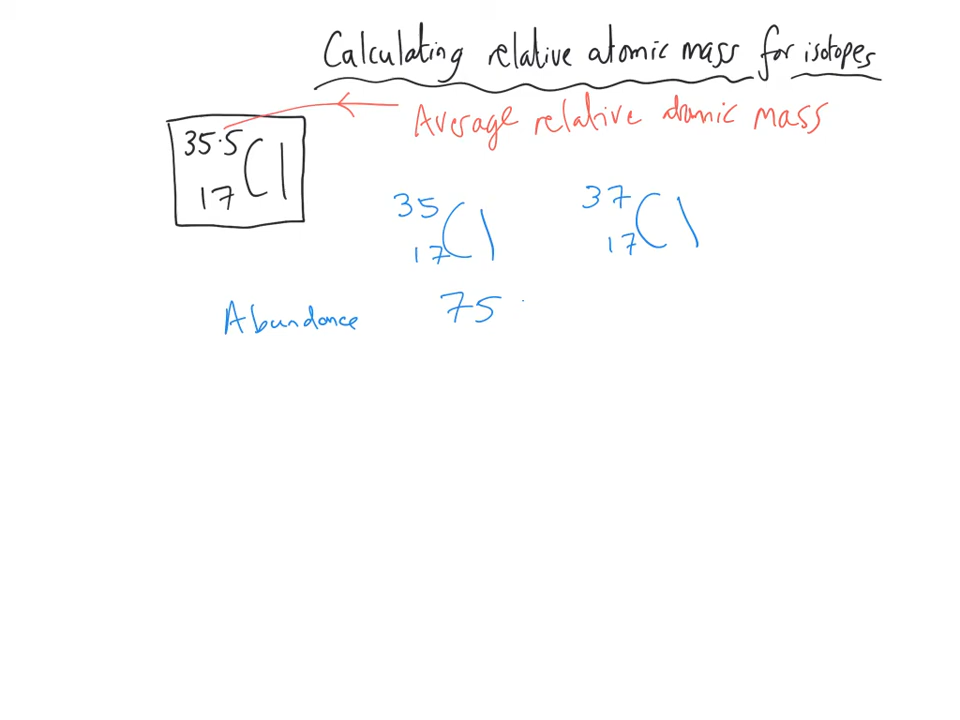 Calculating relative atomic mass for isotopes
Average relative atomic mass
35.5
17 Cl
35
17 Cl
37
17 Cl
Abundance 75